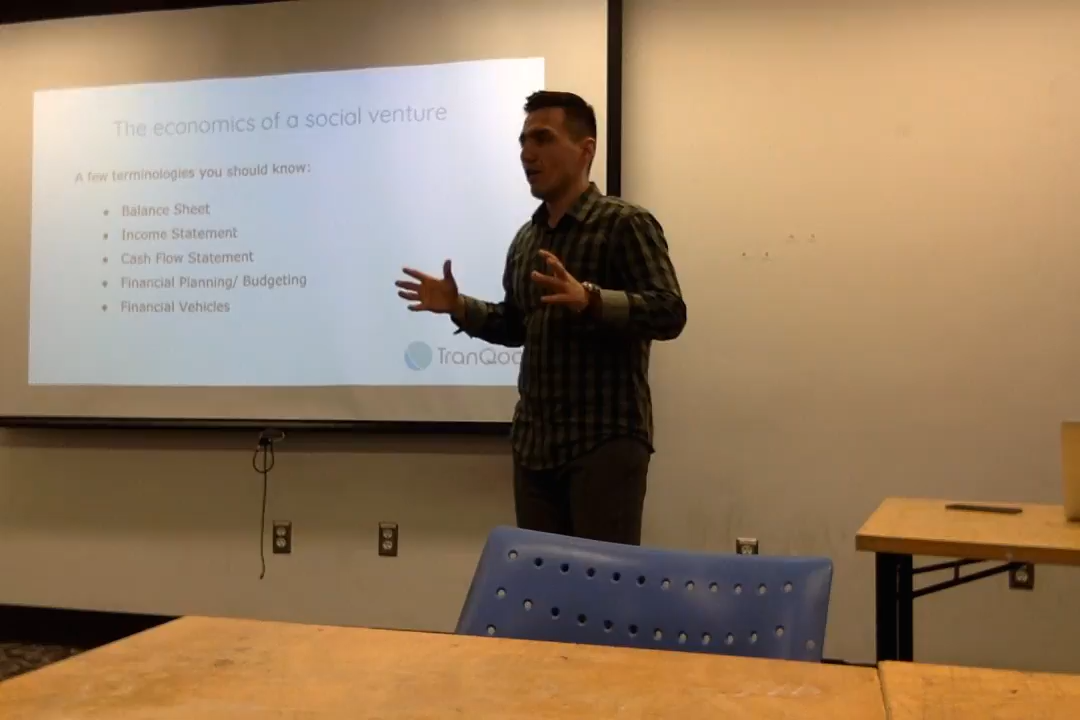 The economics of a social venture
A few terminologies you should know:
Balance Sheet
Income Statement
Cash Flow Statement
Financial Planning/ Budgeting
Financial Vehicles